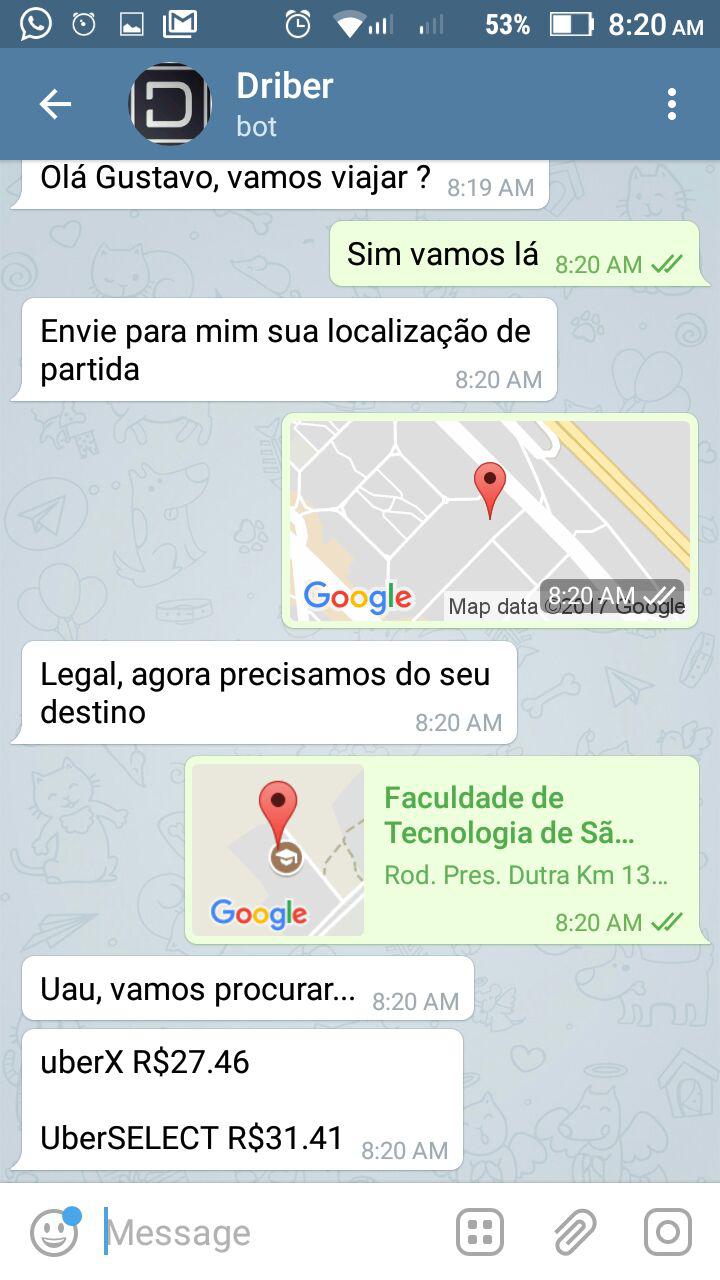 53% 8:20 AM
Driber
bot
Olá Gustavo, vamos viajar ? 8:19 AM
Sim vamos lá 8:20 AM
Envie para mim sua localização de
partida 8:20 AM
Google
8:20 AM
Map data ©2017 Google
Legal, agora precisamos do seu
destino 8:20 AM
Faculdade de
Tecnologia de Sã...
Rod. Pres. Dutra Km 13...
Google
8:20 AM
Uau, vamos procurar... 8:20 AM
uberX R$27.46
UberSELECT R$31.41 8:20 AM
Message